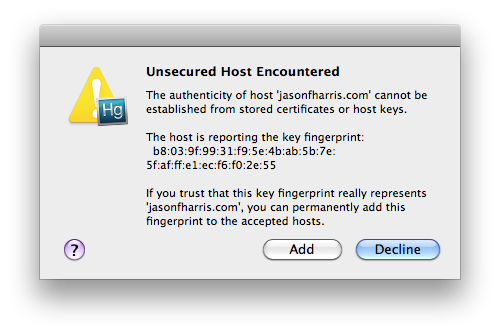 Unsecured Host Encountered
The authenticity of host 'jasonfharris.com' cannot be
established from stored certificates or host keys.
The host is reporting the key fingerprint:
b8:03:9f:99:31:f9:5e:4b:ab:5b:7e:
5f:af:ff:e1:ec:f6:f0:2e:55
If you trust that this key fingerprint really represents
'jasonfharris.com', you can permanently add this
fingerprint to the accepted hosts.
Hg
?
Add
Decline